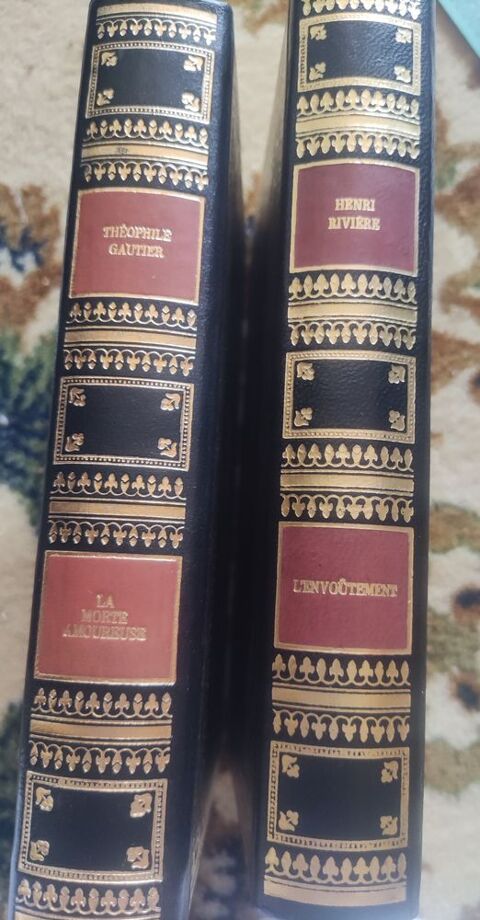 THÉOPHILE
GAUTIER
LA
MORTE
AMOUREUSE
HENRI
RIVIÈRE
L'ENVOÛTEMENT